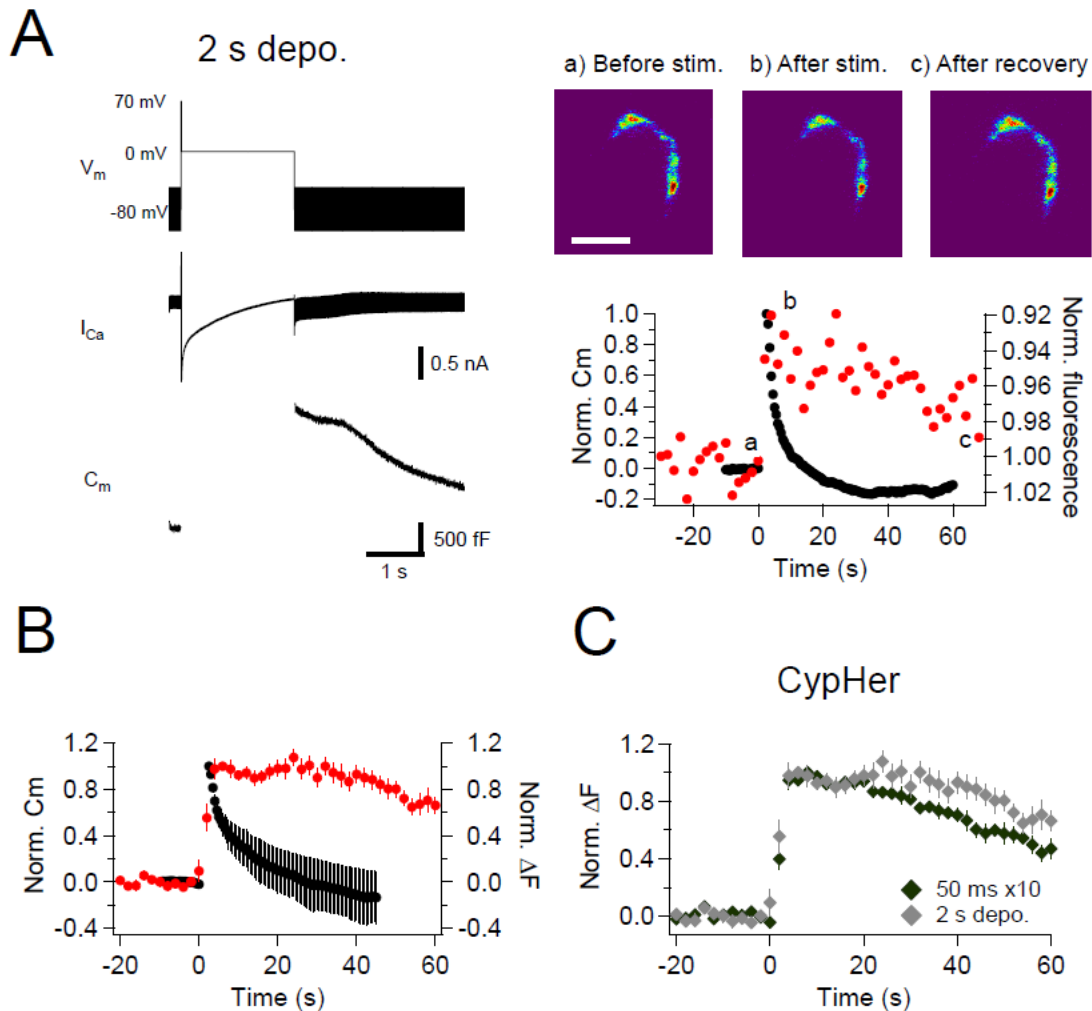 A
2 s depo.
70 mV
0 mV
Vm
-80 mV
ICa
0.5 nA
Cm
500 fF
1 s
a) Before stim.
b) After stim.
c) After recovery
1.0
0.8
0.6
0.4
0.2
0.0
-0.2
Norm. Cm
b
a
c
0.92
0.94
0.96
0.98
1.00
1.02
Norm. fluorescence
-20
0
20
40
60
Time (s)
B
1.2
0.8
0.4
0.0
-0.4
Norm. Cm
1.2
0.8
0.4
0.0
-0.4
Norm. ΔF
-20
0
20
40
60
Time (s)
C
CypHer
1.2
0.8
0.4
0.0
Norm. ΔF
50 ms x10
2 s depo.
-20
0
20
40
60
Time (s)